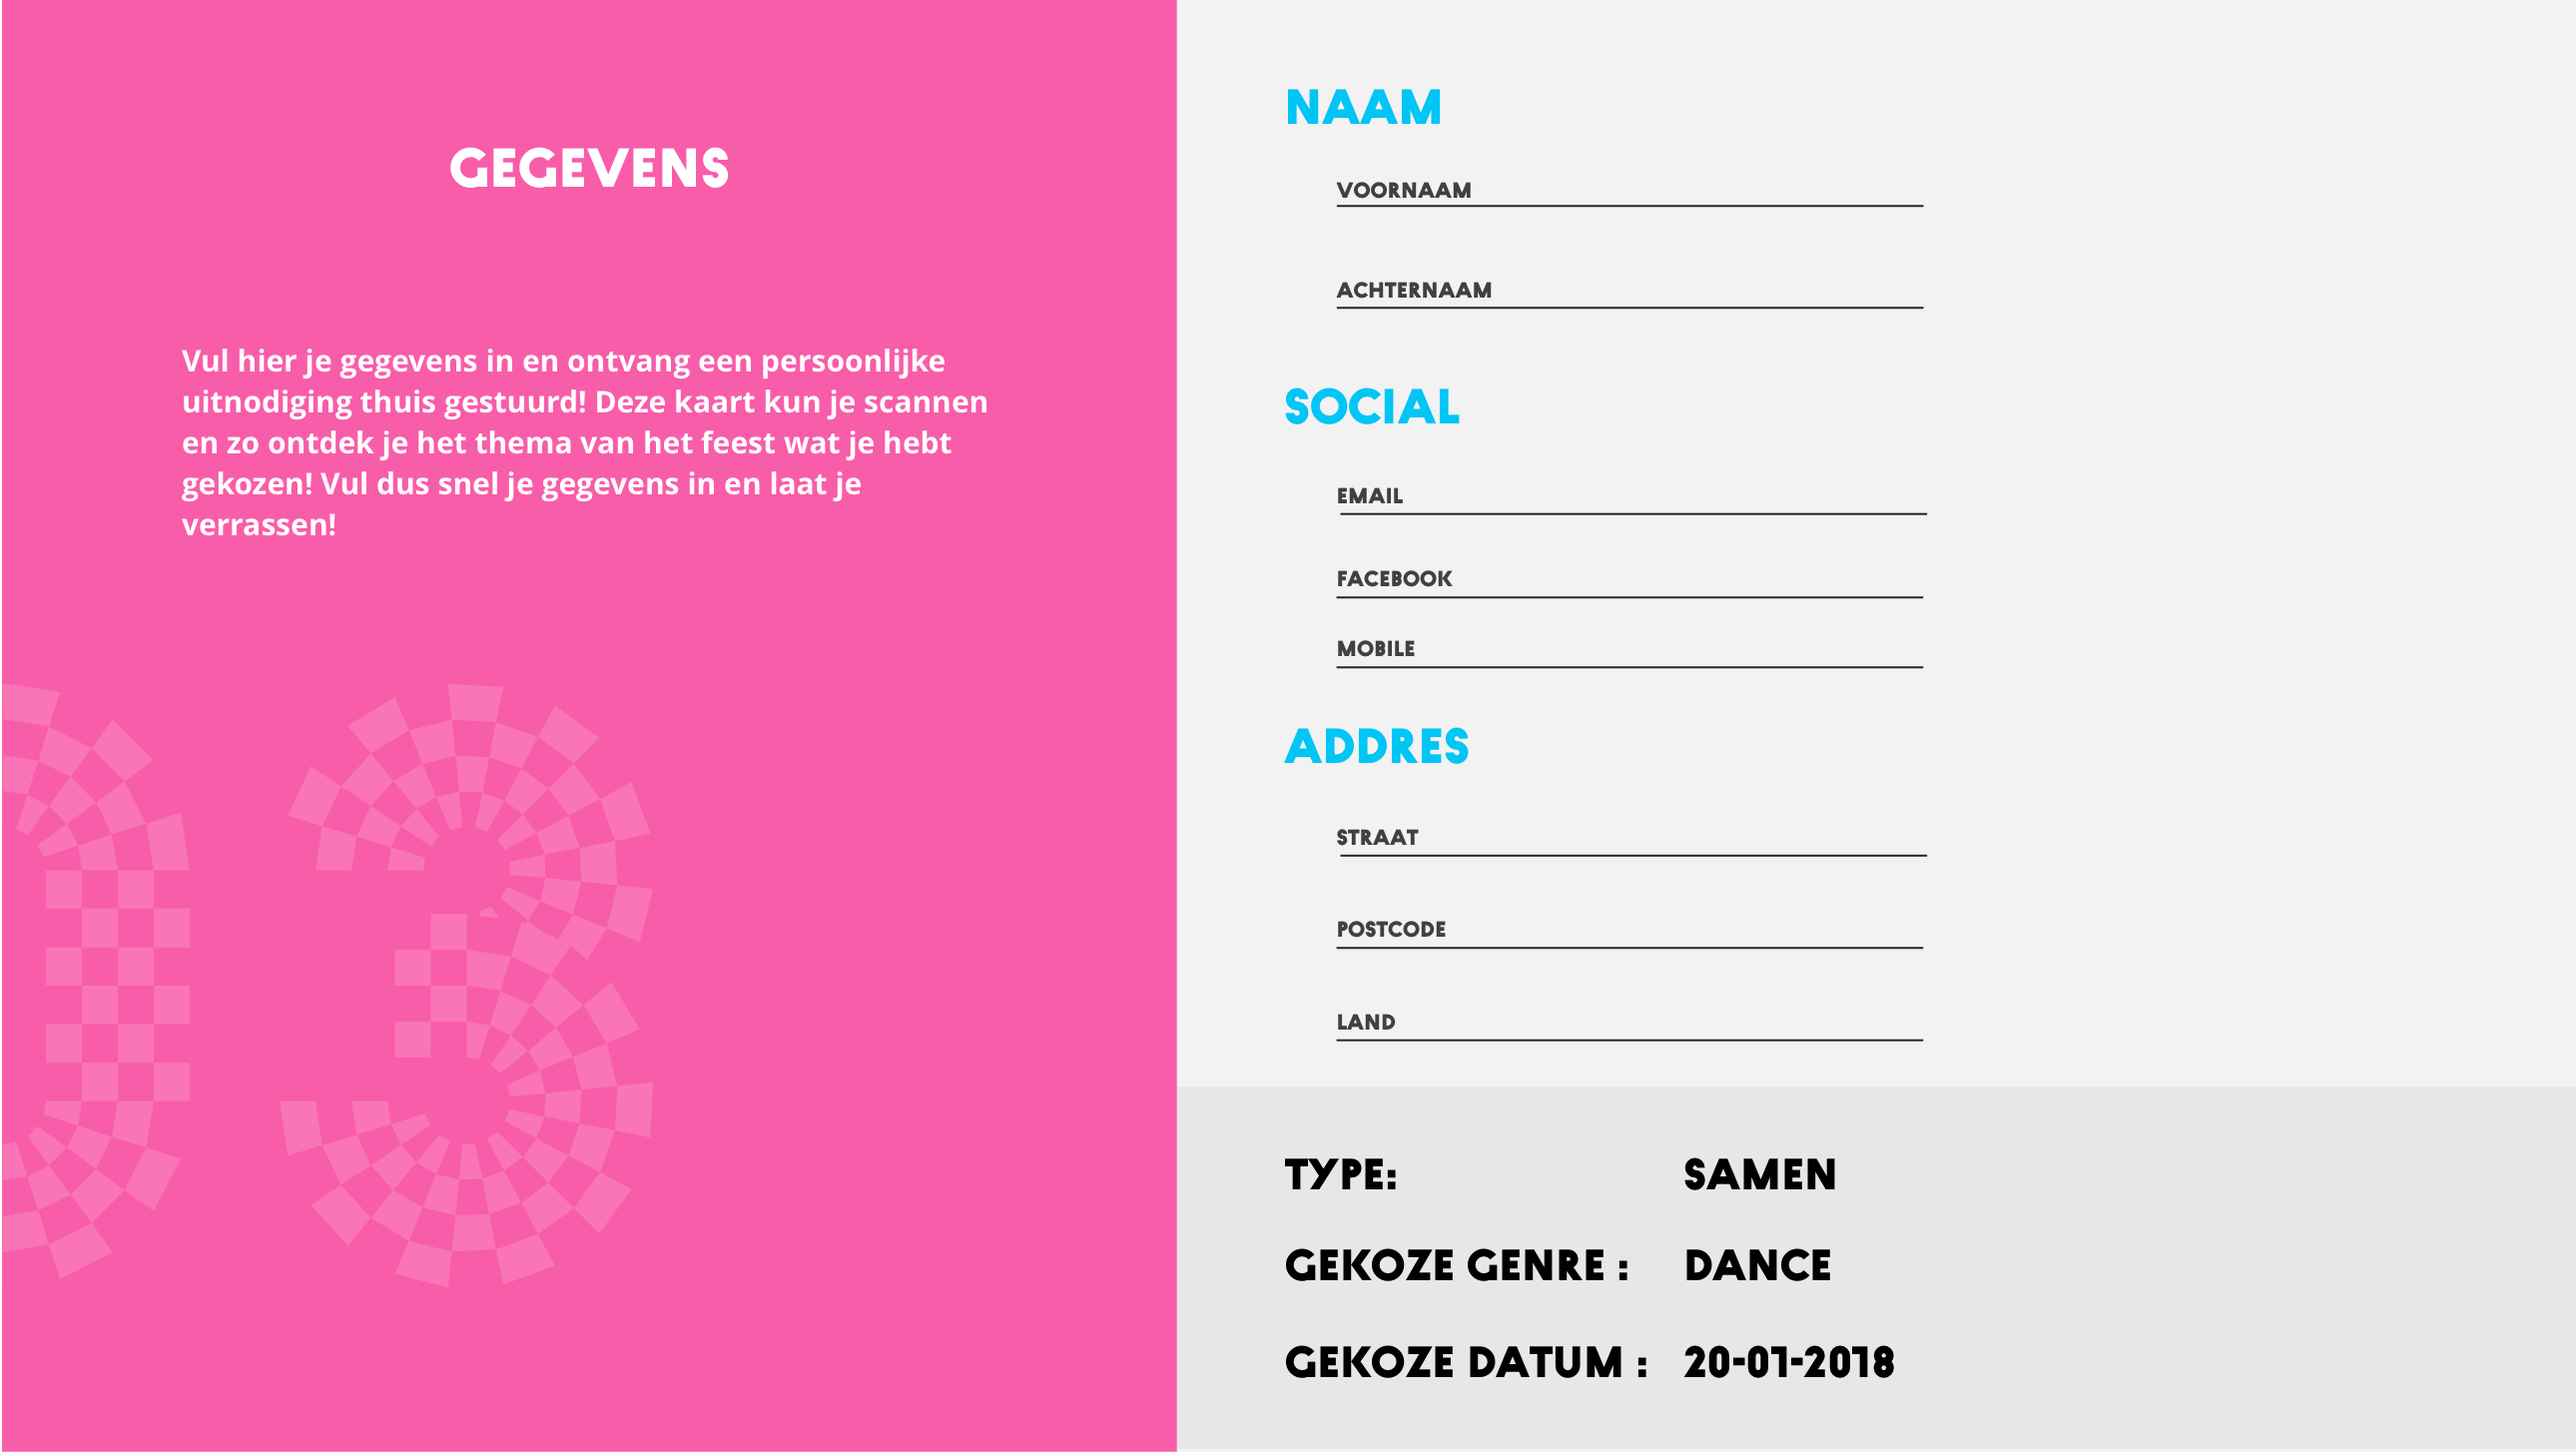 GEGEVENS
Vul hier je gegevens in en ontvang een persoonlijke
uitnodiging thuis gestuurd! Deze kaart kun je scannen
en zo ontdek je het thema van het feest wat je hebt
gekozen! Vul dus snel je gegevens in en laat je
verrassen!
03
NAAM
VOORNAAM
ACHTERNAAM
SOCIAL
EMAIL
FACEBOOK
MOBILE
ADDRES
STRAAT
POSTCODE
LAND
TYPE: SAMEN
GEKOZE GENRE : DANCE
GEKOZE DATUM : 20-01-2018